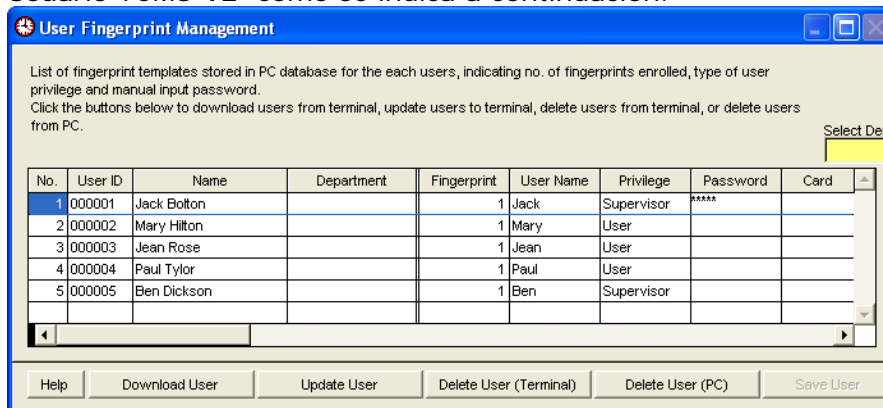 User Fingerprint Management
List of fingerprint templates stored in PC database for the each users, indicating no. of fingerprints enrolled, type of user
privilege and manual input password.
Click the buttons below to download users from terminal, update users to terminal, delete users from terminal, or delete users
from PC.
Select De
No. User ID Name Department Fingerprint User Name Privilege Password Card
1 000001 Jack Bolton 1 Jack Supervisor *****
2 000002 Mary Hilton 1 Mary User
3 000003 Jean Rose 1 Jean User
4 000004 Paul Tylor 1 Paul User
5 000005 Ben Dickson 1 Ben Supervisor
Help Download User Update User Delete User (Terminal) Delete User (PC) Save User